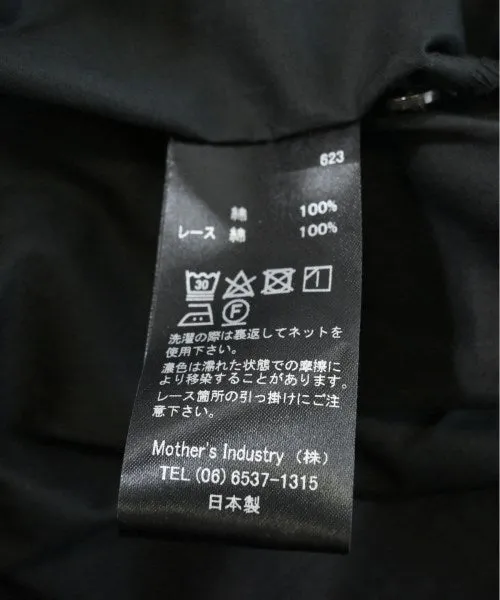 623
綿 100%
レース 綿 100%
30
F
洗濯の際は裏返してネットを
使用下さい。
濃色は濡れた状態での摩擦に
より移染することがあります。
レース箇所の引っ掛けにご注
意下さい。
Mother's Industry（株）
TEL (06) 6537-1315
日本製